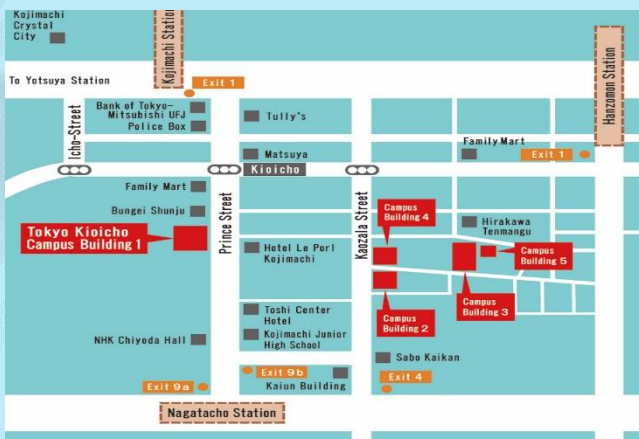 Kojimachi
Crystal
City
Kojimachi Station
Hanzomon Station
To Yotsuya Station
Exit 1
Icho-Street
Bank of Tokyo-
Mitsubishi UFJ
Police Box
Tully's
Matsuya
Kioicho
Family Mart
Exit 1
Family Mart
Bungei Shunju
Tokyo Kioicho
Campus Building 1
Prince Street
Kaozala Street
Campus
Building 4
Hirakawa
Tenmangu
Campus
Building 5
Hotel Le Porl
Kojimachi
Campus
Building 2
Campus
Building 3
Toshi Center
Hotel
Kojimachi Junior
High School
NHK Chiyoda Hall
Sabo Kaikan
Exit 9a
Exit 9b
Kaiun Building
Exit 4
Nagatacho Station